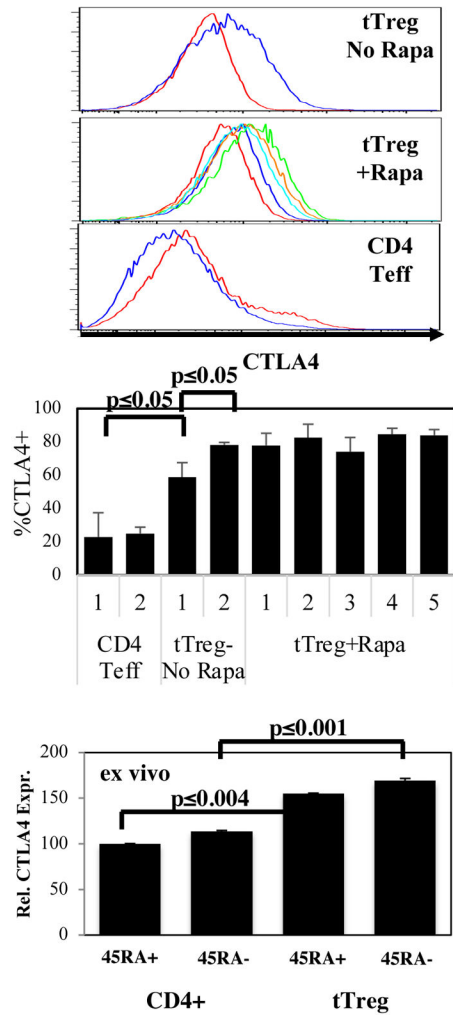 tTreg
No Rapa
tTreg
+Rapa
CD4
Teff
CTLA4
p≤0.05
p≤0.05
%CTLA4+
100
80
60
40
20
0
1 2 1 2 1 2 3 4 5
CD4
Teff
tTreg-
No Rapa
tTreg+Rapa
p≤0.001
ex vivo
p≤0.004
Rel. CTLA4 Expr.
200
150
100
50
0
45RA+ 45RA- 45RA+ 45RA-
CD4+ tTreg